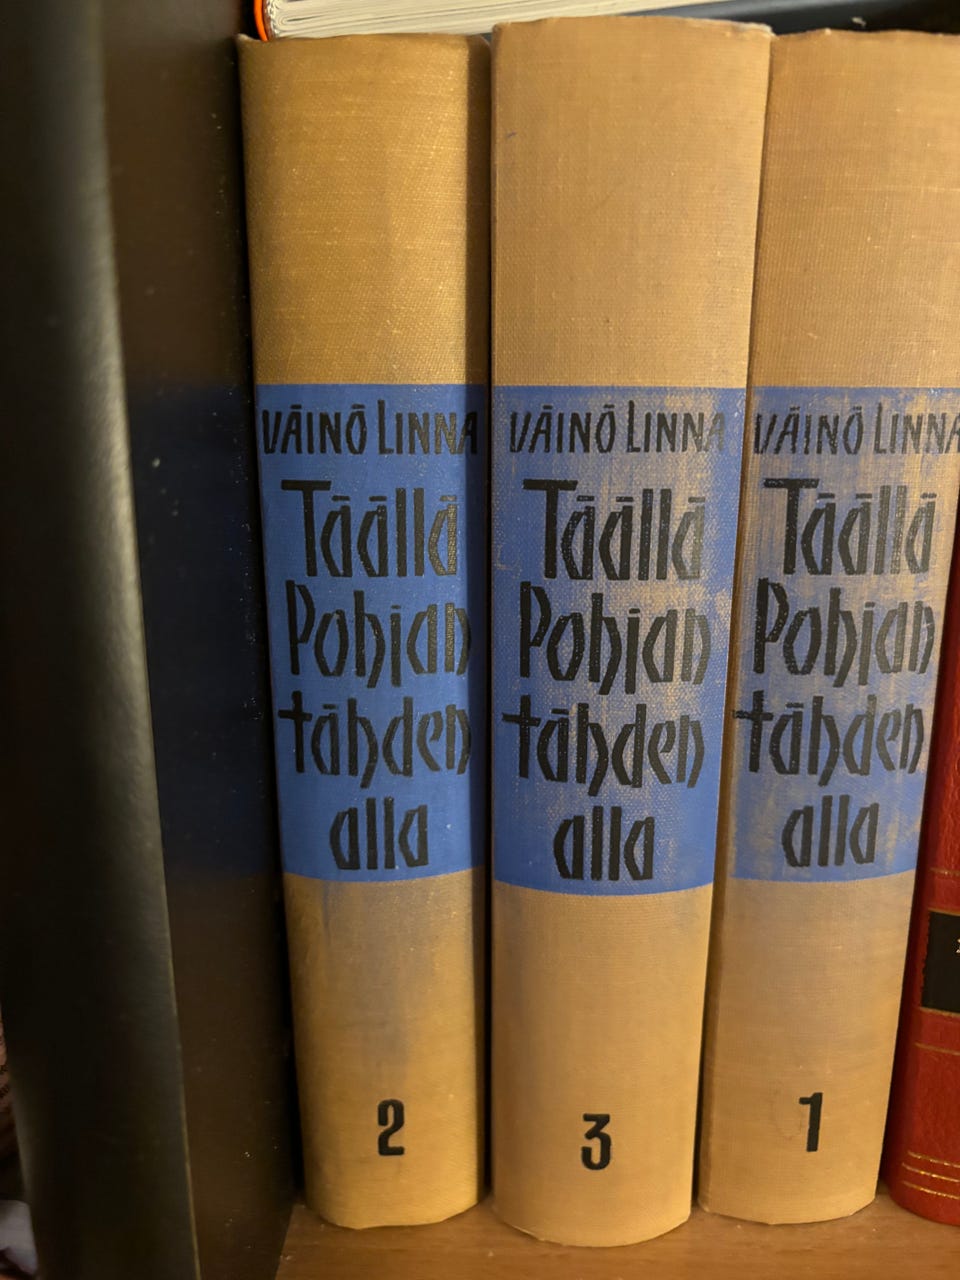 VÄINÖ LINNA
Täällä
Pohjan
tähden
alla
2
VÄINÖ LINNA
Täällä
Pohjan
tähden
alla
3
VÄINÖ LINNA
Täällä
Pohjan
tähden
alla
1